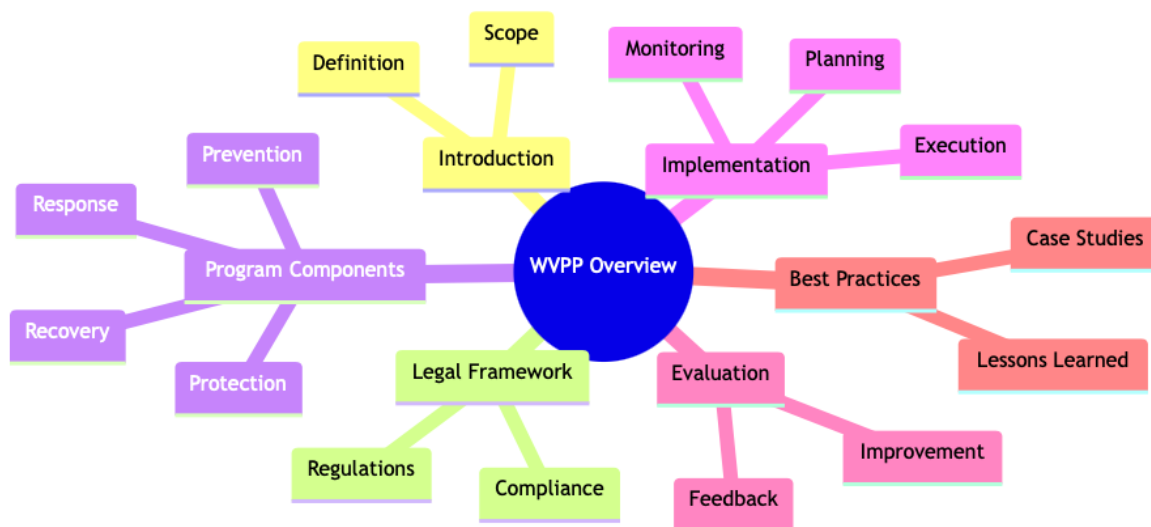 WVPP Overview
Introduction
Definition
Scope
Program Components
Prevention
Response
Recovery
Protection
Legal Framework
Regulations
Compliance
Implementation
Monitoring
Planning
Execution
Best Practices
Case Studies
Lessons Learned
Evaluation
Feedback
Improvement